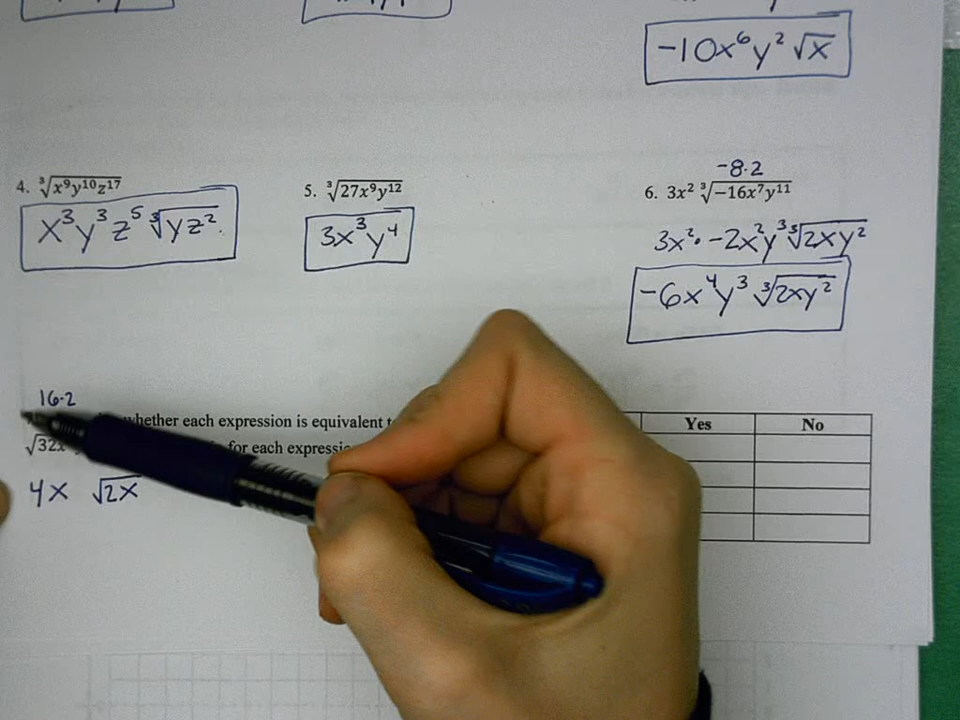 -10x⁶y²√x
4. ∛x⁹y¹⁰z¹⁷
x³y³z⁵ ∛yz²
5. ∛27x⁹y¹²
3x³y⁴
-8·2
6. 3x² ∛-16x⁷y¹¹
3x²·-2x²y³ ∛2xy²
-6x⁴y³ ∛2xy²
16·2
whether each expression is equivalent
√32x
for each
4x √2x
Yes No